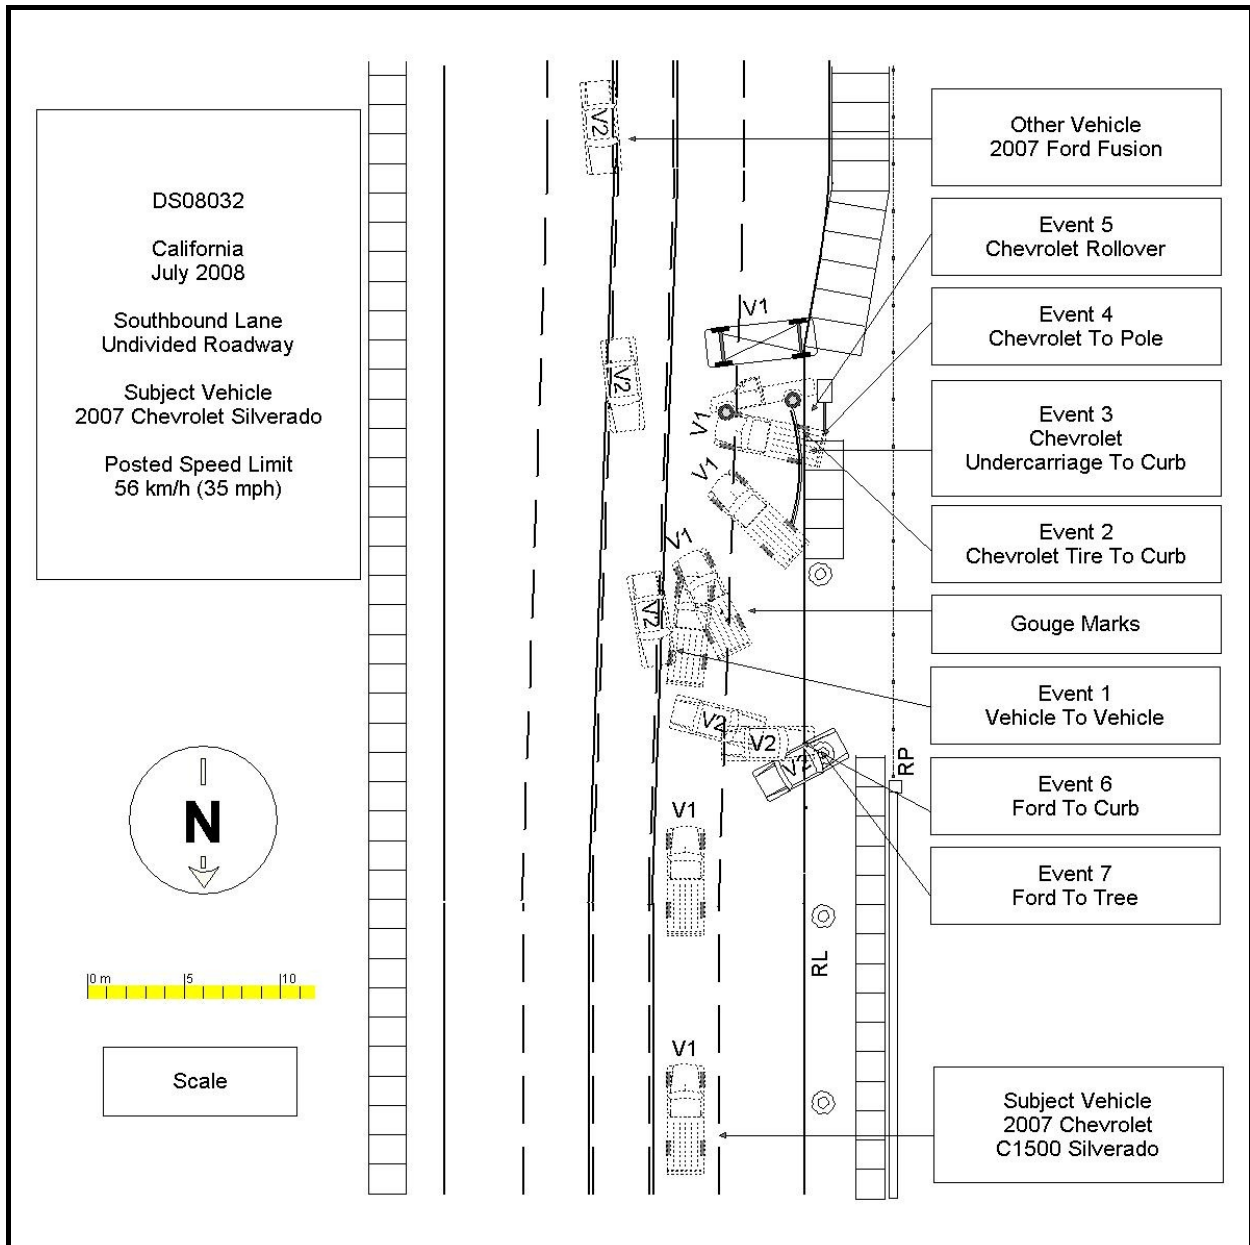 DS08032
California
July 2008
Southbound Lane
Undivided Roadway
Subject Vehicle
2007 Chevrolet Silverado
Posted Speed Limit
56 km/h (35 mph)
N
0 m
5
10
Scale
V2
V2
V1
V1
V1
V1
V2
V2
V2
V2
V1
V1
RP
RL
Other Vehicle
2007 Ford Fusion
Event 5
Chevrolet Rollover
Event 4
Chevrolet To Pole
Event 3
Chevrolet
Undercarriage To Curb
Event 2
Chevrolet Tire To Curb
Gouge Marks
Event 1
Vehicle To Vehicle
Event 6
Ford To Curb
Event 7
Ford To Tree
Subject Vehicle
2007 Chevrolet
C1500 Silverado